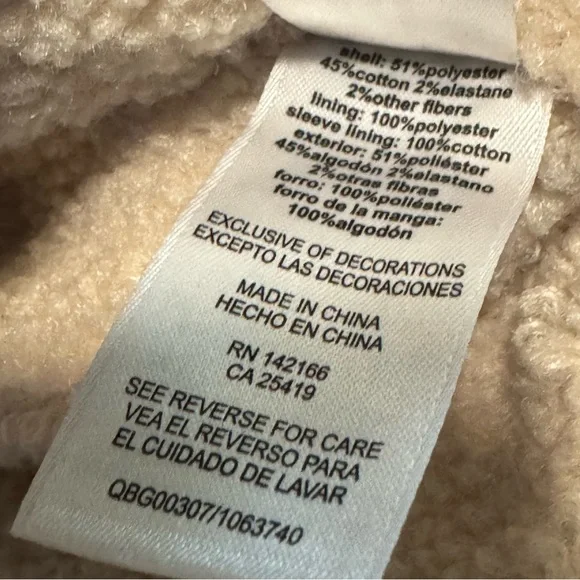 shell: 51%polyester
45%cotton 2%elastane
2%other fibers
lining: 100%polyester
sleeve lining: 100%cotton
exterior: 51%poliéster
45%algodón 2%elastano
2%otras fibras
forro: 100%poliéster
forro de la manga:
100%algodón
EXCLUSIVE OF DECORATIONS
EXCEPTO LAS DECORACIONES
MADE IN CHINA
HECHO EN CHINA
RN 142166
CA 25419
SEE REVERSE FOR CARE
VEA EL REVERSO PARA
EL CUIDADO DE LAVAR
QBG00307/1063740